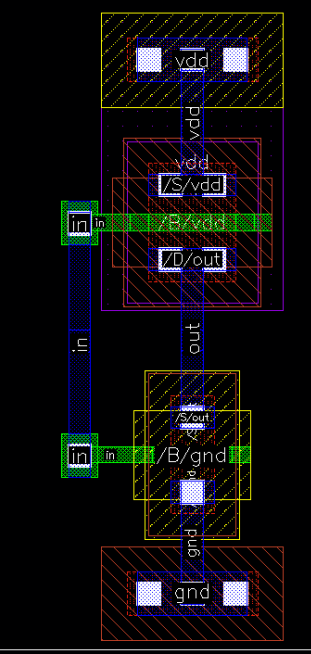 vdd
vdd
vdd
/S/vdd
in
in
/B/vdd
/D/out
in
out
/S/out
in
in
/B/gnd
gnd
gnd